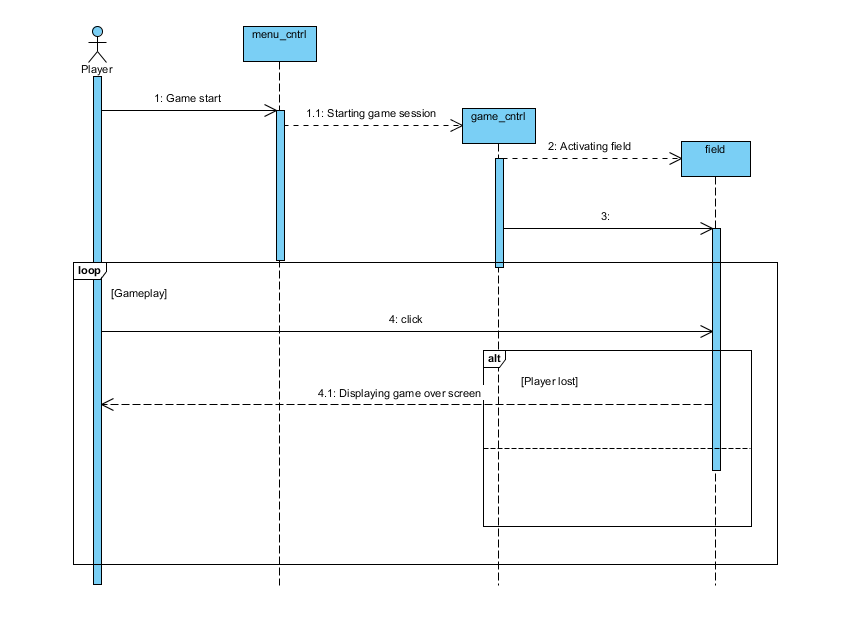 menu_cntrl
Player
1: Game start
1.1: Starting game session
game_cntrl
2: Activating field
field
3:
loop
[Gameplay]
4: click
alt
[Player lost]
4.1: Displaying game over screen